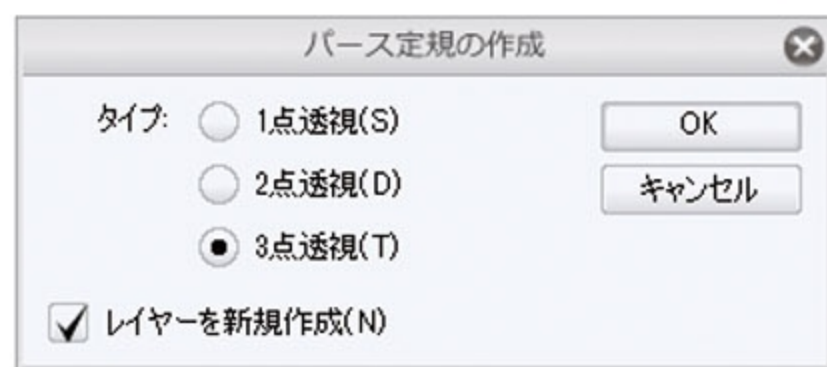 パース定規の作成
タイプ: 1点透視(S) OK
2点透視(D) キャンセル
3点透視(T)
レイヤーを新規作成(N)